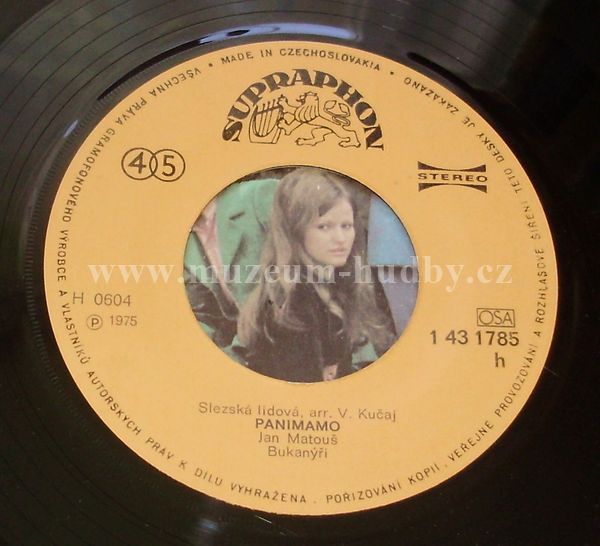 • MADE IN CZECHOSLOVAKIA •
VŠECHNA PRÁVA GRAMOFONOVÉHO VÝROBCE A VLASTNÍKŮ AUTORSKÝCH PRÁV K DÍLU VYHRAŽENA. POŘIZOVÁNÍ KOPIÍ, VEŘEJNÉ PROVOZOVÁNÍ A ROZHLASOVÉ ŠÍŘENÍ TÉTO DESKY JE ZAKÁZÁNO
SUPRAPHON
45
STEREO
www.muzeum-hudby.cz
H 0604
Ⓟ 1975
OSA
1 43 1785
h
Slezská lidová, arr. V. Kučaj
PANIMAMO
Jan Matouš
Bukanýři